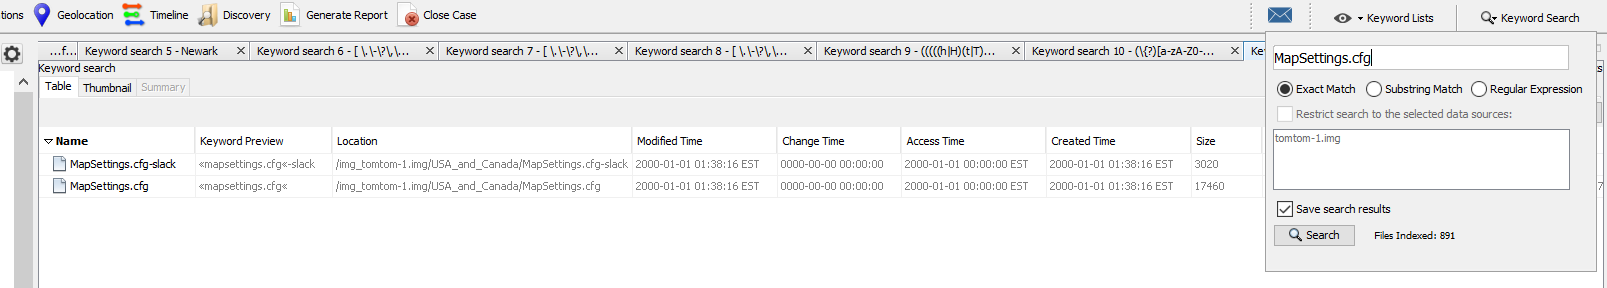 tions Geolocation Timeline Discovery Generate Report Close Case Keyword Lists Keyword Search
...f... Keyword search 5 - Newark Keyword search 6 - [ \.\-\?\,\... Keyword search 7 - [ \.\-\?\,\... Keyword search 8 - [ \.\-\?\,\... Keyword search 9 - (((((h|H)(t|T)... Keyword search 10 - (\{?)[a-zA-Z0-...
Keyword search
Table Thumbnail Summary
Name Keyword Preview Location Modified Time Change Time Access Time Created Time Size
MapSettings.cfg-slack «mapsettings.cfg«-slack /img_tomtom-1.img/USA_and_Canada/MapSettings.cfg-slack 2000-01-01 01:38:16 EST 0000-00-00 00:00:00 2000-01-01 00:00:00 EST 2000-01-01 01:38:16 EST 3020
MapSettings.cfg «mapsettings.cfg« /img_tomtom-1.img/USA_and_Canada/MapSettings.cfg 2000-01-01 01:38:16 EST 0000-00-00 00:00:00 2000-01-01 00:00:00 EST 2000-01-01 01:38:16 EST 17460
MapSettings.cfg
Exact Match Substring Match Regular Expression
Restrict search to the selected data sources:
tomtom-1.img
Save search results
Search Files Indexed: 891